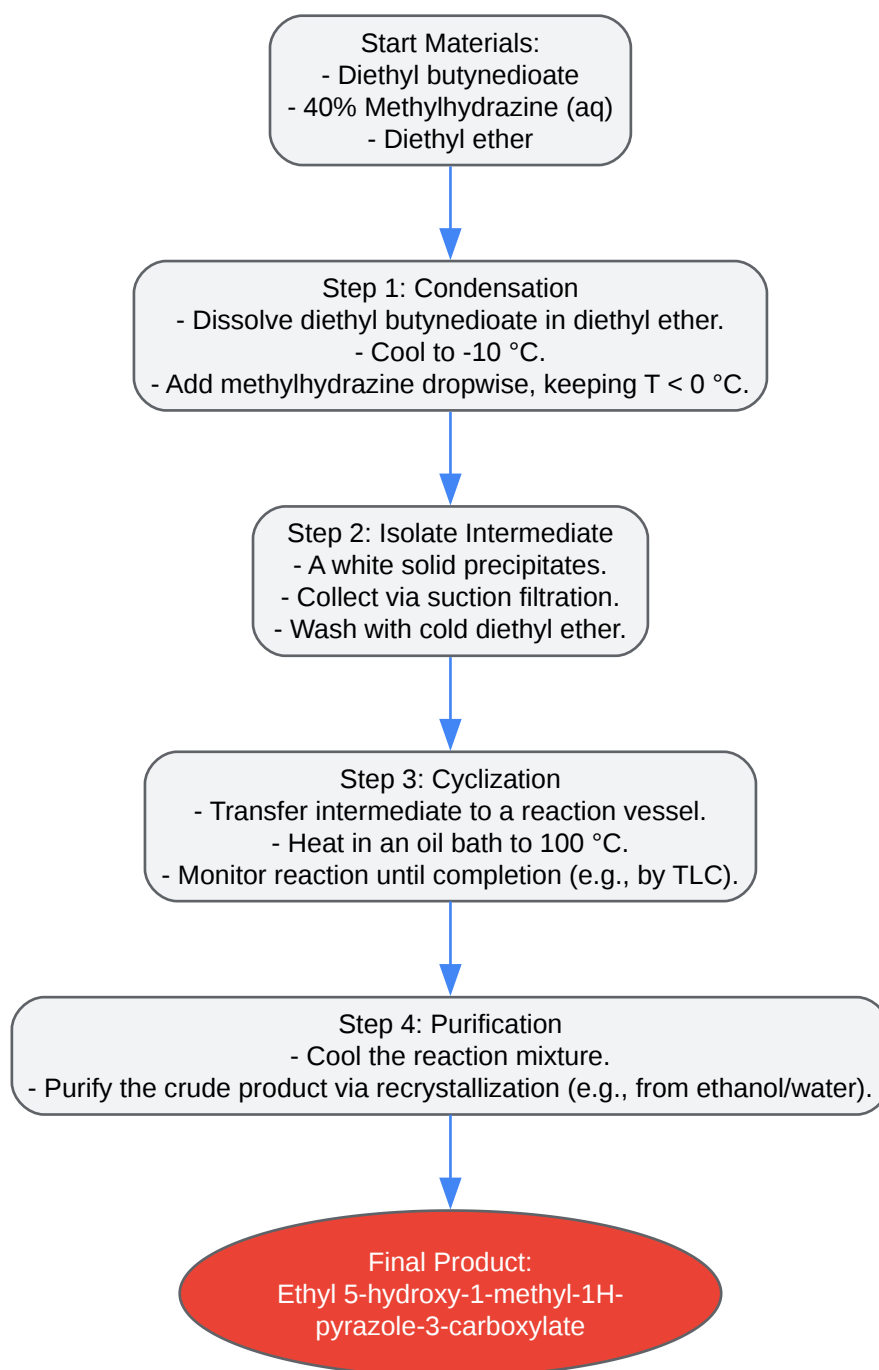 Start Materials:
- Diethyl butynedioate
- 40% Methylhydrazine (aq)
- Diethyl ether
Step 1: Condensation
- Dissolve diethyl butynedioate in diethyl ether.
- Cool to -10 °C.
- Add methylhydrazine dropwise, keeping T < 0 °C.
Step 2: Isolate Intermediate
- A white solid precipitates.
- Collect via suction filtration.
- Wash with cold diethyl ether.
Step 3: Cyclization
- Transfer intermediate to a reaction vessel.
- Heat in an oil bath to 100 °C.
- Monitor reaction until completion (e.g., by TLC).
Step 4: Purification
- Cool the reaction mixture.
- Purify the crude product via recrystallization (e.g., from ethanol/water).
Final Product:
Ethyl 5-hydroxy-1-methyl-1H-
pyrazole-3-carboxylate